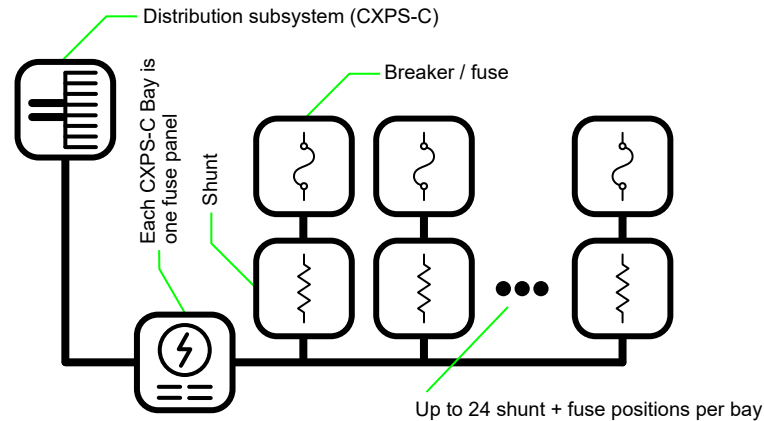 Distribution subsystem (CXPS-C)
Breaker / fuse
Each CXPS-C Bay is
one fuse panel
Shunt
Up to 24 shunt + fuse positions per bay